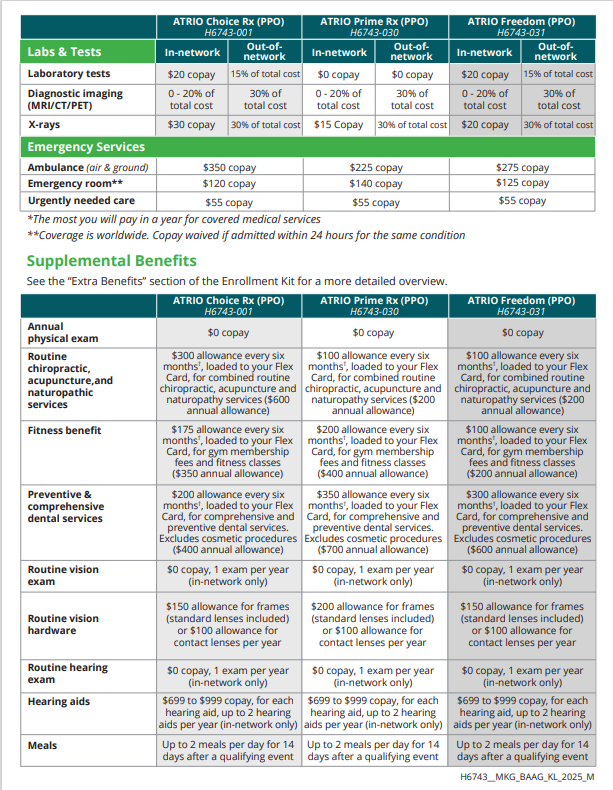 ATRIO Choice Rx (PPO) ATRIO Prime Rx (PPO) ATRIO Freedom (PPO)
H6743-001 H6743-030 H6743-031
Labs & Tests In-network Out-of-network In-network Out-of-network In-network Out-of-network
Laboratory tests $20 copay 15% of total cost $0 copay $0 copay $20 copay 15% of total cost
Diagnostic imaging 0 - 20% of 30% of 0 - 20% of 30% of 0 - 20% of 30% of
(MRI/CT/PET) total cost total cost total cost total cost total cost total cost
X-rays $30 copay 30% of total cost $15 Copay 30% of total cost $20 copay 30% of total cost
Emergency Services
Ambulance (air & ground) $350 copay $225 copay $275 copay
Emergency room** $120 copay $140 copay $125 copay
Urgently needed care $55 copay $55 copay $55 copay
*The most you will pay in a year for covered medical services
**Coverage is worldwide. Copay waived if admitted within 24 hours for the same condition
Supplemental Benefits
See the “Extra Benefits” section of the Enrollment Kit for a more detailed overview.
ATRIO Choice Rx (PPO) ATRIO Prime Rx (PPO) ATRIO Freedom (PPO)
H6743-001 H6743-030 H6743-031
Annual
physical exam
$0 copay $0 copay $0 copay
Routine
chiropractic,
acupuncture,and
naturopathic
services
$300 allowance every six
months†, loaded to your Flex
Card, for combined routine
chiropractic, acupuncture and
naturopathy services ($600
annual allowance)
$100 allowance every six
months†, loaded to your Flex
Card, for combined routine
chiropractic, acupuncture and
naturopathy services ($200
annual allowance)
$100 allowance every six
months†, loaded to your Flex
Card, for combined routine
chiropractic, acupuncture and
naturopathy services ($200
annual allowance)
Fitness benefit
$175 allowance every six
months†, loaded to your Flex
Card, for gym membership
fees and fitness classes
($350 annual allowance)
$200 allowance every six
months†, loaded to your Flex
Card, for gym membership
fees and fitness classes
($400 annual allowance)
$100 allowance every six
months†, loaded to your Flex
Card, for gym membership
fees and fitness classes
($200 annual allowance)
Preventive &
comprehensive
dental services
$200 allowance every six
months†, loaded to your Flex
Card, for comprehensive and
preventive dental services.
Excludes cosmetic procedures
($400 annual allowance)
$350 allowance every six
months†, loaded to your Flex
Card, for comprehensive and
preventive dental services.
Excludes cosmetic procedures
($700 annual allowance)
$300 allowance every six
months†, loaded to your Flex
Card, for comprehensive and
preventive dental services.
Excludes cosmetic procedures
($600 annual allowance)
Routine vision
exam
$0 copay, 1 exam per year
(in-network only)
$0 copay, 1 exam per year
(in-network only)
$0 copay, 1 exam per year
(in-network only)
Routine vision
hardware
$150 allowance for frames
(standard lenses included)
or $100 allowance for
contact lenses per year
$200 allowance for frames
(standard lenses included)
or $100 allowance for
contact lenses per year
$150 allowance for frames
(standard lenses included)
or $100 allowance for
contact lenses per year
Routine hearing
exam
$0 copay, 1 exam per year
(in-network only)
$0 copay, 1 exam per year
(in-network only)
$0 copay, 1 exam per year
(in-network only)
Hearing aids
$699 to $999 copay, for each
hearing aid, up to 2 hearing
aids per year (in-network only)
$699 to $999 copay, for each
hearing aid, up to 2 hearing
aids per year (in-network only)
$699 to $999 copay, for each
hearing aid, up to 2 hearing
aids per year (in-network only)
Meals
Up to 2 meals per day for 14
days after a qualifying event
Up to 2 meals per day for 14
days after a qualifying event
Up to 2 meals per day for 14
days after a qualifying event
H6743__MKG_BAAG_KL_2025_M